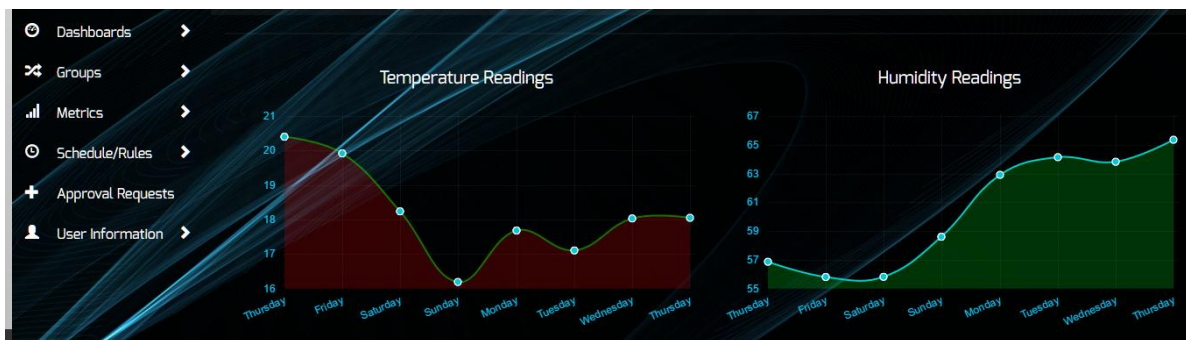 Dashboards
Groups
Metrics
Schedule/Rules
Approval Requests
User Information
Temperature Readings
21
20
19
18
17
16
Thursday
Friday
Saturday
Sunday
Monday
Tuesday
Wednesday
Thursday
Humidity Readings
67
65
63
61
59
57
55
Thursday
Friday
Saturday
Sunday
Monday
Tuesday
Wednesday
Thursday